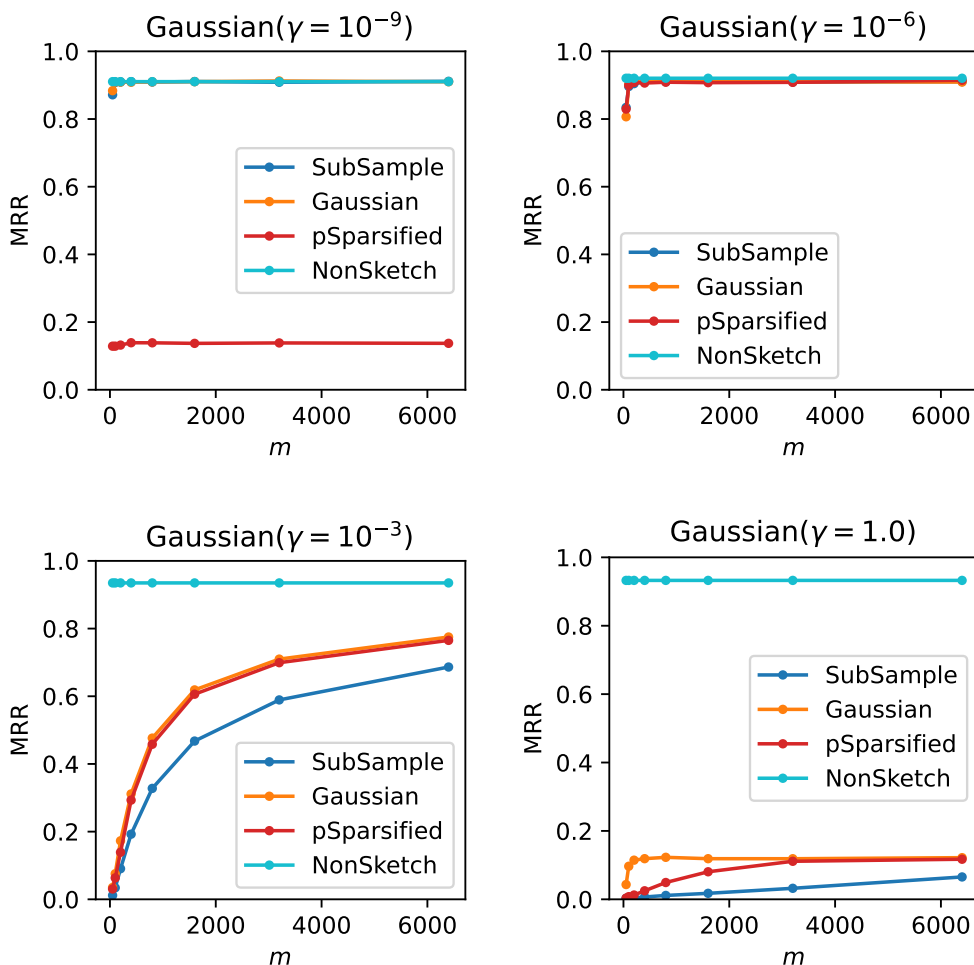 Gaussian(γ = 10⁻⁹)
MRR
1.0
0.8
0.6
0.4
0.2
0.0
SubSample
Gaussian
pSparsified
NonSketch
0 2000 4000 6000
m
Gaussian(γ = 10⁻⁶)
MRR
1.0
0.8
0.6
0.4
0.2
0.0
SubSample
Gaussian
pSparsified
NonSketch
0 2000 4000 6000
m
Gaussian(γ = 10⁻³)
MRR
1.0
0.8
0.6
0.4
0.2
0.0
SubSample
Gaussian
pSparsified
NonSketch
0 2000 4000 6000
m
Gaussian(γ = 1.0)
MRR
1.0
0.8
0.6
0.4
0.2
0.0
SubSample
Gaussian
pSparsified
NonSketch
0 2000 4000 6000
m